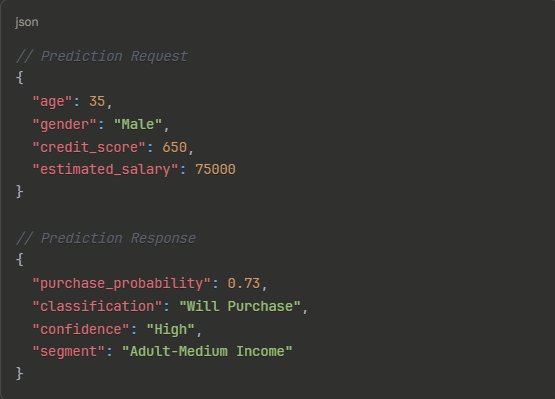 json
// Prediction Request
{
"age": 35,
"gender": "Male",
"credit_score": 650,
"estimated_salary": 75000
}
// Prediction Response
{
"purchase_probability": 0.73,
"classification": "Will Purchase",
"confidence": "High",
"segment": "Adult-Medium Income"
}